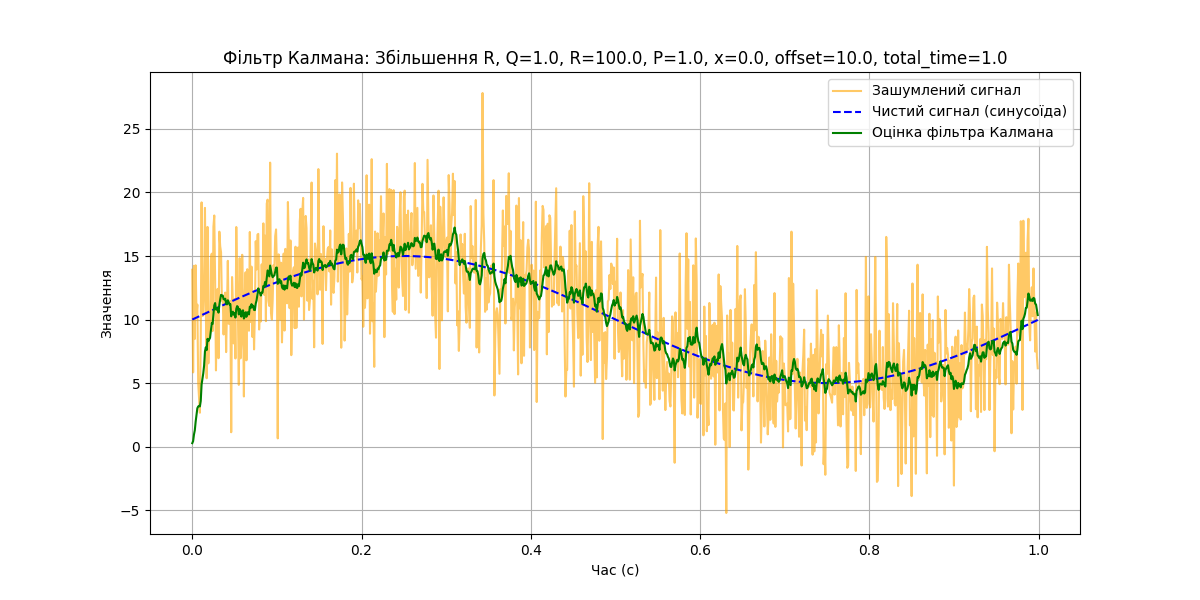 Фільтр Калмана: Збільшення R, Q=1.0, R=100.0, P=1.0, x=0.0, offset=10.0, total_time=1.0
Зашумлений сигнал
Чистий сигнал (синусоїда)
Оцінка фільтра Калмана
Значення
25
20
15
10
5
0
−5
0.0
0.2
0.4
0.6
0.8
1.0
Час (с)